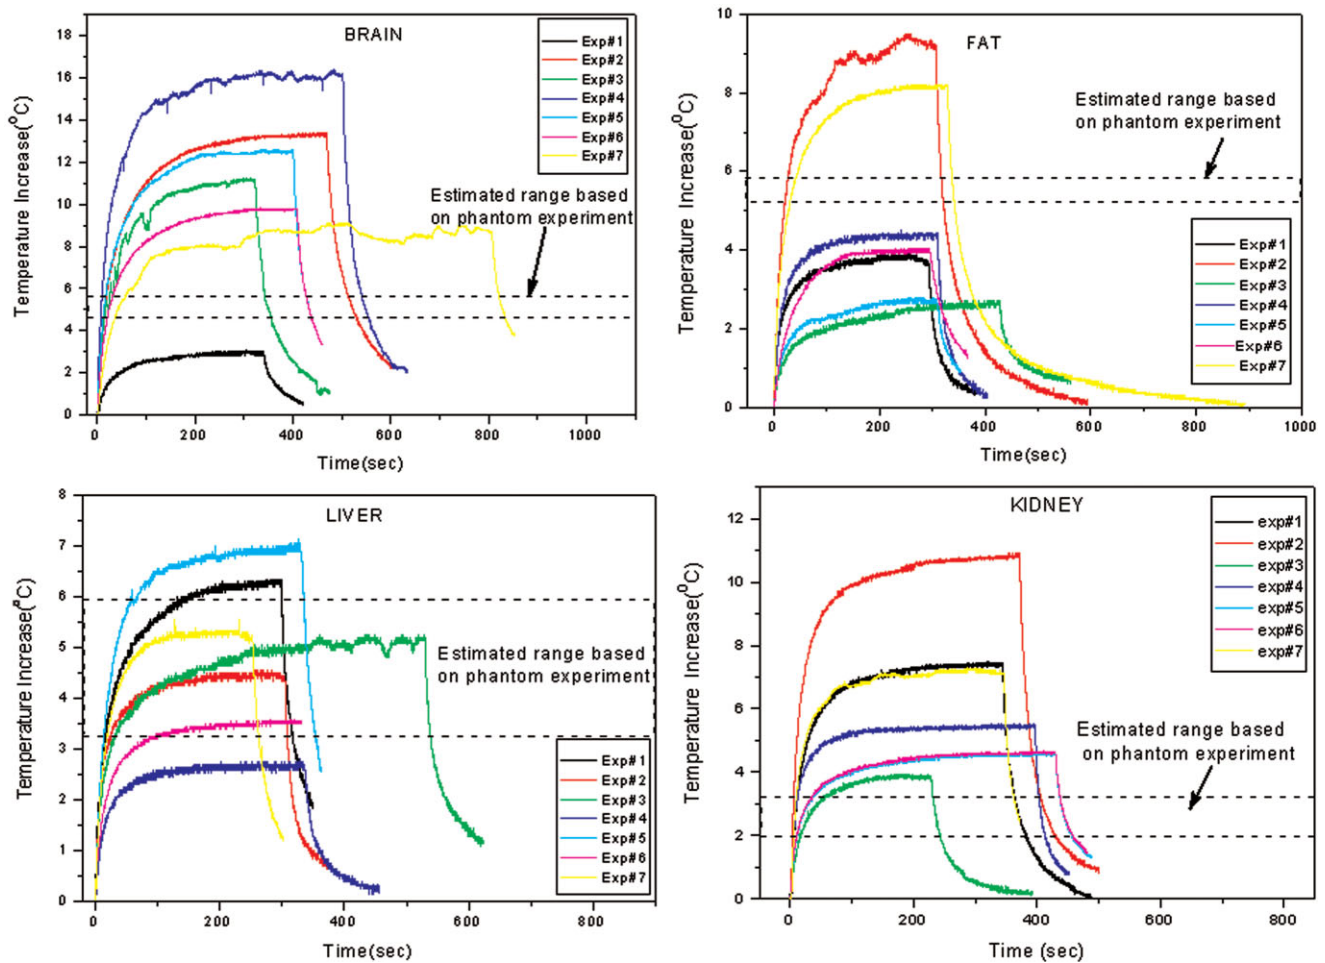 BRAIN
Temperature Increase(⁰C)
18
16
14
12
10
8
6
4
2
0
Exp#1
Exp#2
Exp#3
Exp#4
Exp#5
Exp#6
Exp#7
Estimated range based
on phantom experiment
0 200 400 600 800 1000
Time(sec)
FAT
Temperature Increase(⁰C)
10
8
6
4
2
0
Estimated range based
on phantom experiment
Exp#1
Exp#2
Exp#3
Exp#4
Exp#5
Exp#6
Exp#7
0 200 400 600 800 1000
Time(sec)
LIVER
Temperature Increase(⁰C)
8
7
6
5
4
3
2
1
0
Estimated range based
on phantom experiment
Exp#1
Exp#2
Exp#3
Exp#4
Exp#5
Exp#6
Exp#7
0 200 400 600 800
Time(sec)
KIDNEY
Temperature Increase(⁰C)
12
10
8
6
4
2
0
exp#1
exp#2
exp#3
exp#4
exp#5
exp#6
exp#7
Estimated range based
on phantom experiment
0 200 400 600 800
Time (sec)